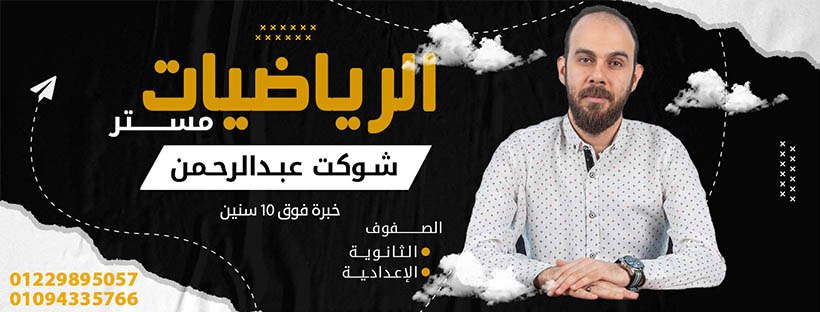 الرياضيات
مستر
شوكت عبدالرحمن
خبرة فوق 10 سنين
الصفوف
الثانوية
الإعدادية
01229895057
01094335766